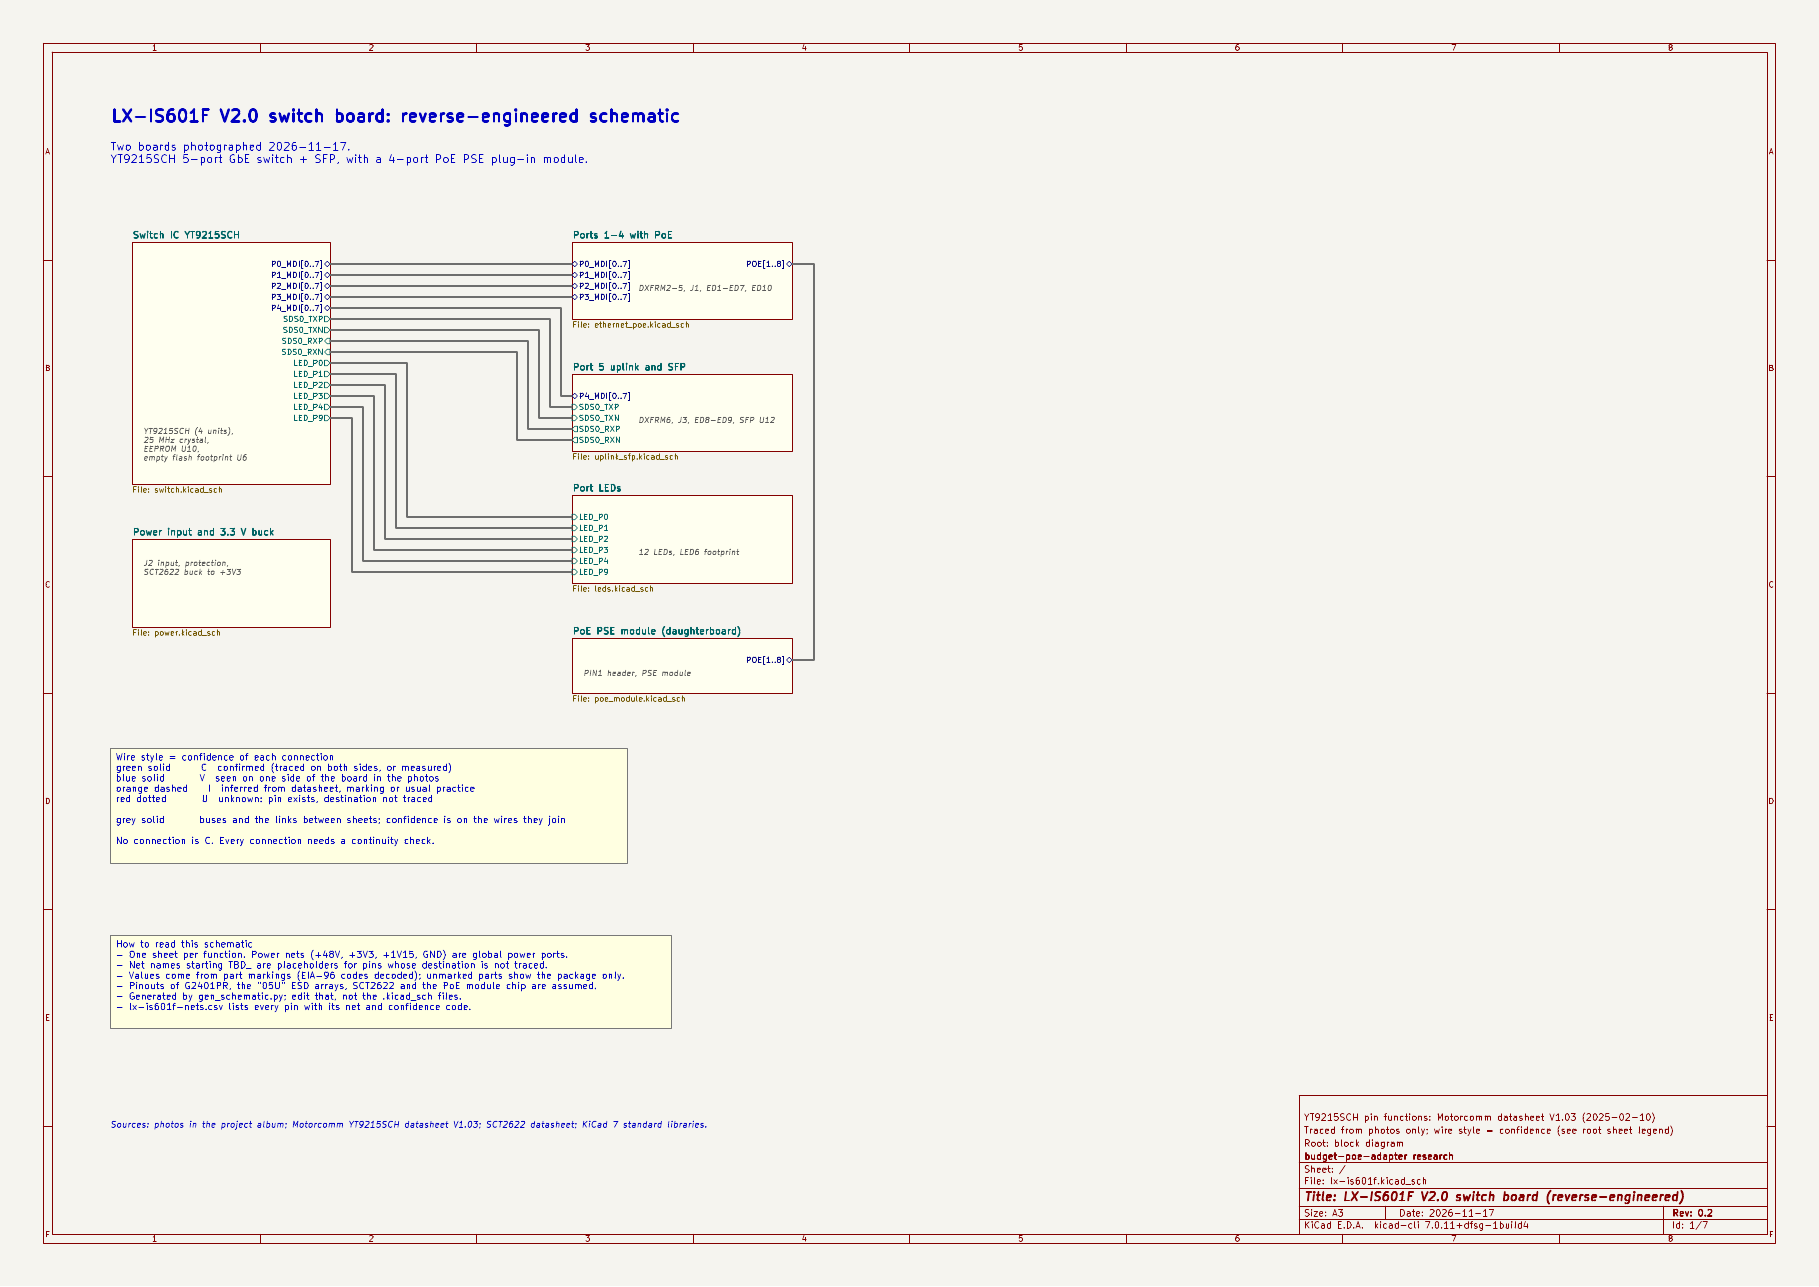 1 2 3 4 5 6 7 8
A A
B B
C C
D D
E E
F F
LX-IS601F V2.0 switch board: reverse-engineered schematic
Two boards photographed 2026-11-17.
YT9215SCH 5-port GbE switch + SFP, with a 4-port PoE PSE plug-in module.
Switch IC YT9215SCH
P0_MDI[0..7]
P1_MDI[0..7]
P2_MDI[0..7]
P3_MDI[0..7]
P4_MDI[0..7]
SDS0_TXP
SDS0_TXN
SDS0_RXP
SDS0_RXN
LED_P0
LED_P1
LED_P2
LED_P3
LED_P4
LED_P9
YT9215SCH (4 units),
25 MHz crystal,
EEPROM U10,
empty flash footprint U6
File: switch.kicad_sch
Ports 1-4 with PoE
P0_MDI[0..7] POE[1..8]
P1_MDI[0..7]
P2_MDI[0..7]
P3_MDI[0..7]
DXFRM2-5, J1, ED1-ED7, ED10
File: ethernet_poe.kicad_sch
Port 5 uplink and SFP
P4_MDI[0..7]
SDS0_TXP
SDS0_TXN
SDS0_RXP
SDS0_RXN
DXFRM6, J3, ED8-ED9, SFP U12
File: uplink_sfp.kicad_sch
Port LEDs
LED_P0
LED_P1
LED_P2
LED_P3
LED_P4
LED_P9
12 LEDs, LED6 footprint
File: leds.kicad_sch
Power input and 3.3 V buck
J2 input, protection,
SCT2622 buck to +3V3
File: power.kicad_sch
PoE PSE module (daughterboard)
POE[1..8]
PIN1 header, PSE module
File: poe_module.kicad_sch
Wire style = confidence of each connection
green solid C confirmed (traced on both sides, or measured)
blue solid V seen on one side of the board in the photos
orange dashed I inferred from datasheet, marking or usual practice
red dotted U unknown: pin exists, destination not traced
grey solid buses and the links between sheets; confidence is on the wires they join
No connection is C. Every connection needs a continuity check.
How to read this schematic
- One sheet per function. Power nets (+48V, +3V3, +1V15, GND) are global power ports.
- Net names starting TBD_ are placeholders for pins whose destination is not traced.
- Values come from part markings (EIA-96 codes decoded); unmarked parts show the package only.
- Pinouts of G2401PR, the "05U" ESD arrays, SCT2622 and the PoE module chip are assumed.
- Generated by gen_schematic.py; edit that, not the .kicad_sch files.
- lx-is601f-nets.csv lists every pin with its net and confidence code.
Sources: photos in the project album; Motorcomm YT9215SCH datasheet V1.03; SCT2622 datasheet; KiCad 7 standard libraries.
YT9215SCH pin functions: Motorcomm datasheet V1.03 (2025-02-10)
Traced from photos only; wire style = confidence (see root sheet legend)
Root: block diagram
budget-poe-adapter research
Sheet: /
File: lx-is601f.kicad_sch
Title: LX-IS601F V2.0 switch board (reverse-engineered)
Size: A3 Date: 2026-11-17 Rev: 0.2
KiCad E.D.A. kicad-cli 7.0.11+dfsg-1build4 Id: 1/7
1 2 3 4 5 6 7 8